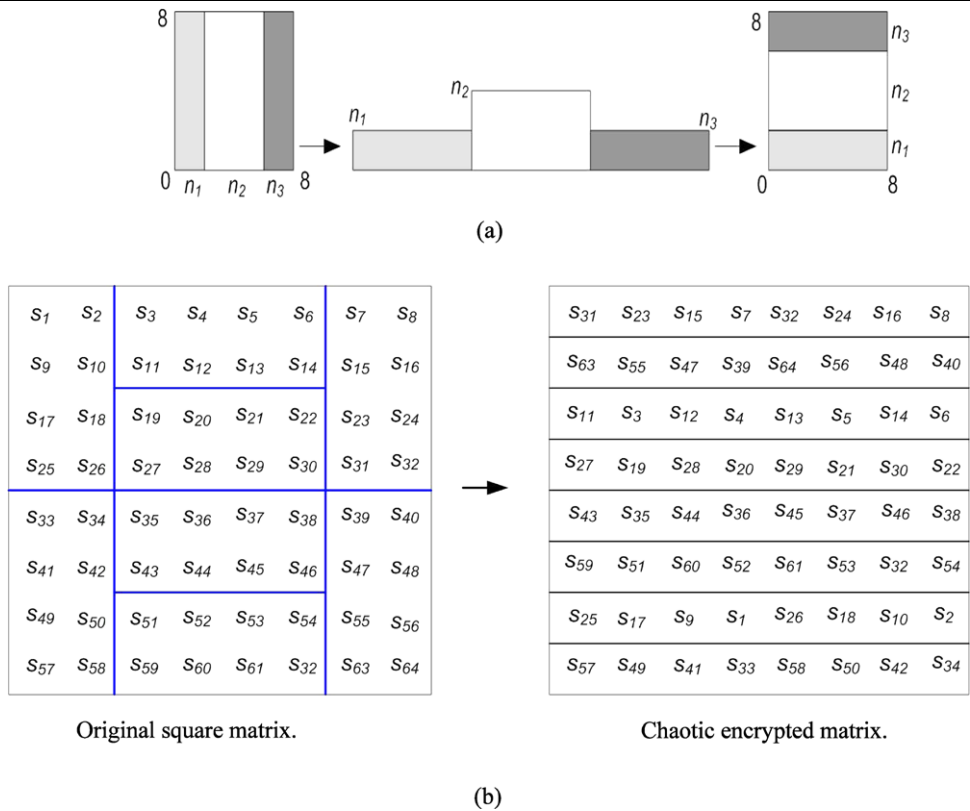 8 8
n3
n2 n2
n1 n3
n1
0 n1 n2 n3 8 0 8
(a)
S1 S2 S3 S4 S5 S6 S7 S8 S31 S23 S15 S7 S32 S24 S16 S8
S9 S10 S11 S12 S13 S14 S15 S16 S63 S55 S47 S39 S64 S56 S48 S40
S17 S18 S19 S20 S21 S22 S23 S24 S11 S3 S12 S4 S13 S5 S14 S6
S25 S26 S27 S28 S29 S30 S31 S32 S27 S19 S28 S20 S29 S21 S30 S22
S33 S34 S35 S36 S37 S38 S39 S40 S43 S35 S44 S36 S45 S37 S46 S38
S41 S42 S43 S44 S45 S46 S47 S48 S59 S51 S60 S52 S61 S53 S32 S54
S49 S50 S51 S52 S53 S54 S55 S56 S25 S17 S9 S1 S26 S18 S10 S2
S57 S58 S59 S60 S61 S32 S63 S64 S57 S49 S41 S33 S58 S50 S42 S34
Original square matrix. Chaotic encrypted matrix.
(b)